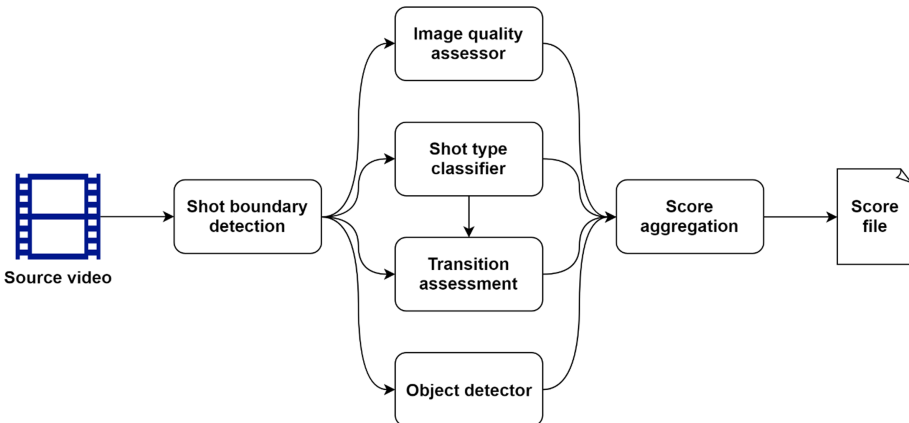 Image quality
assessor
Shot type
classifier
Shot boundary
detection
Source video
Transition
assessment
Object detector
Score
aggregation
Score
file